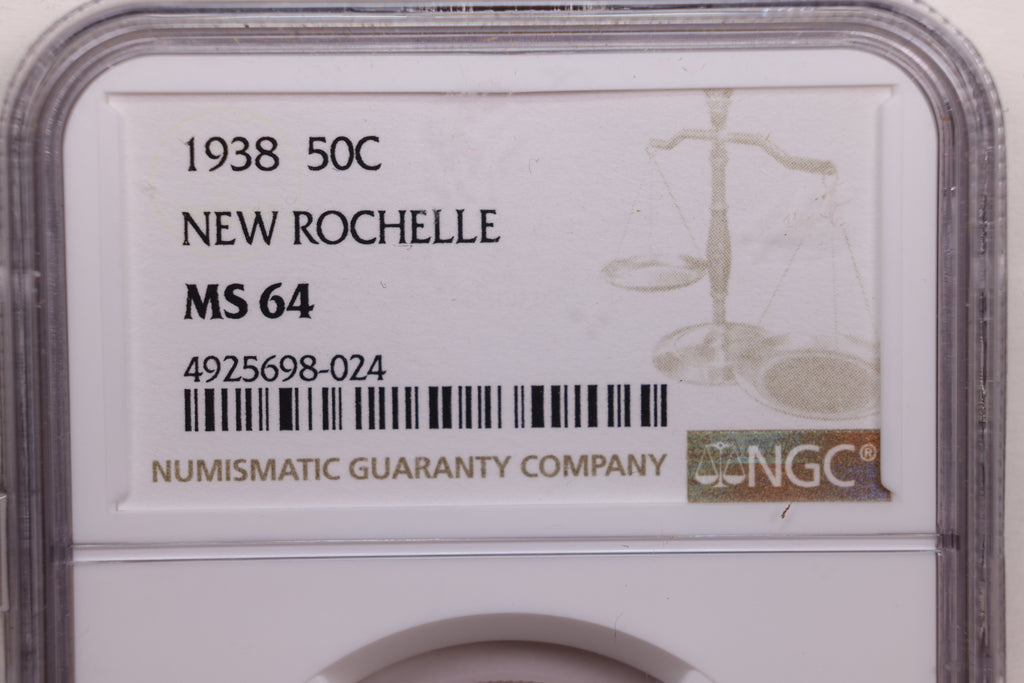 1938 50C
NEW ROCHELLE
MS 64
4925698-024
NUMISMATIC GUARANTY COMPANY
NGC®